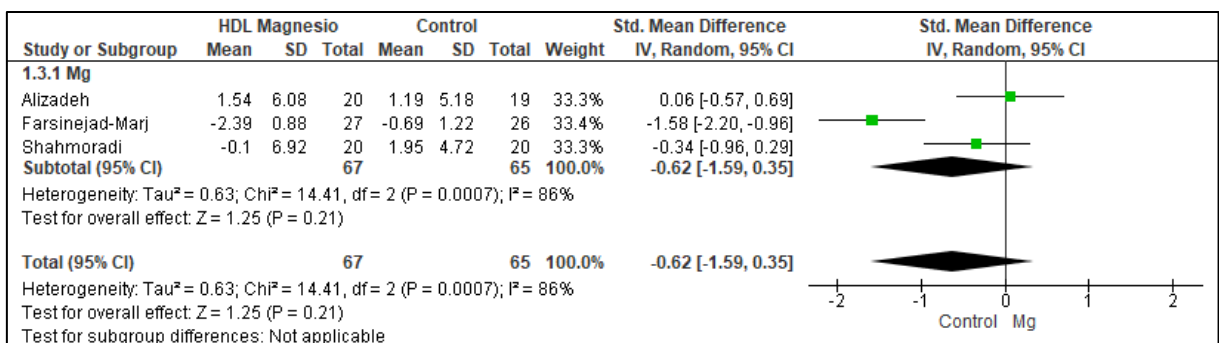 HDL Magnesio Control Std. Mean Difference Std. Mean Difference
Study or Subgroup Mean SD Total Mean SD Total Weight IV, Random, 95% CI IV, Random, 95% CI
1.3.1 Mg
Alizadeh 1.54 6.08 20 1.19 5.18 19 33.3% 0.06 [-0.57, 0.69]
Farsinejad-Marj -2.39 0.88 27 -0.69 1.22 26 33.4% -1.58 [-2.20, -0.96]
Shahmoradi -0.1 6.92 20 1.95 4.72 20 33.3% -0.34 [-0.96, 0.29]
Subtotal (95% CI) 67 65 100.0% -0.62 [-1.59, 0.35]
Heterogeneity: Tau² = 0.63; Chi² = 14.41, df = 2 (P = 0.0007); I² = 86%
Test for overall effect: Z = 1.25 (P = 0.21)
Total (95% CI) 67 65 100.0% -0.62 [-1.59, 0.35]
Heterogeneity: Tau² = 0.63; Chi² = 14.41, df = 2 (P = 0.0007); I² = 86%
Test for overall effect: Z = 1.25 (P = 0.21)
Test for subgroup differences: Not applicable
-2 -1 0 1 2
Control Mg